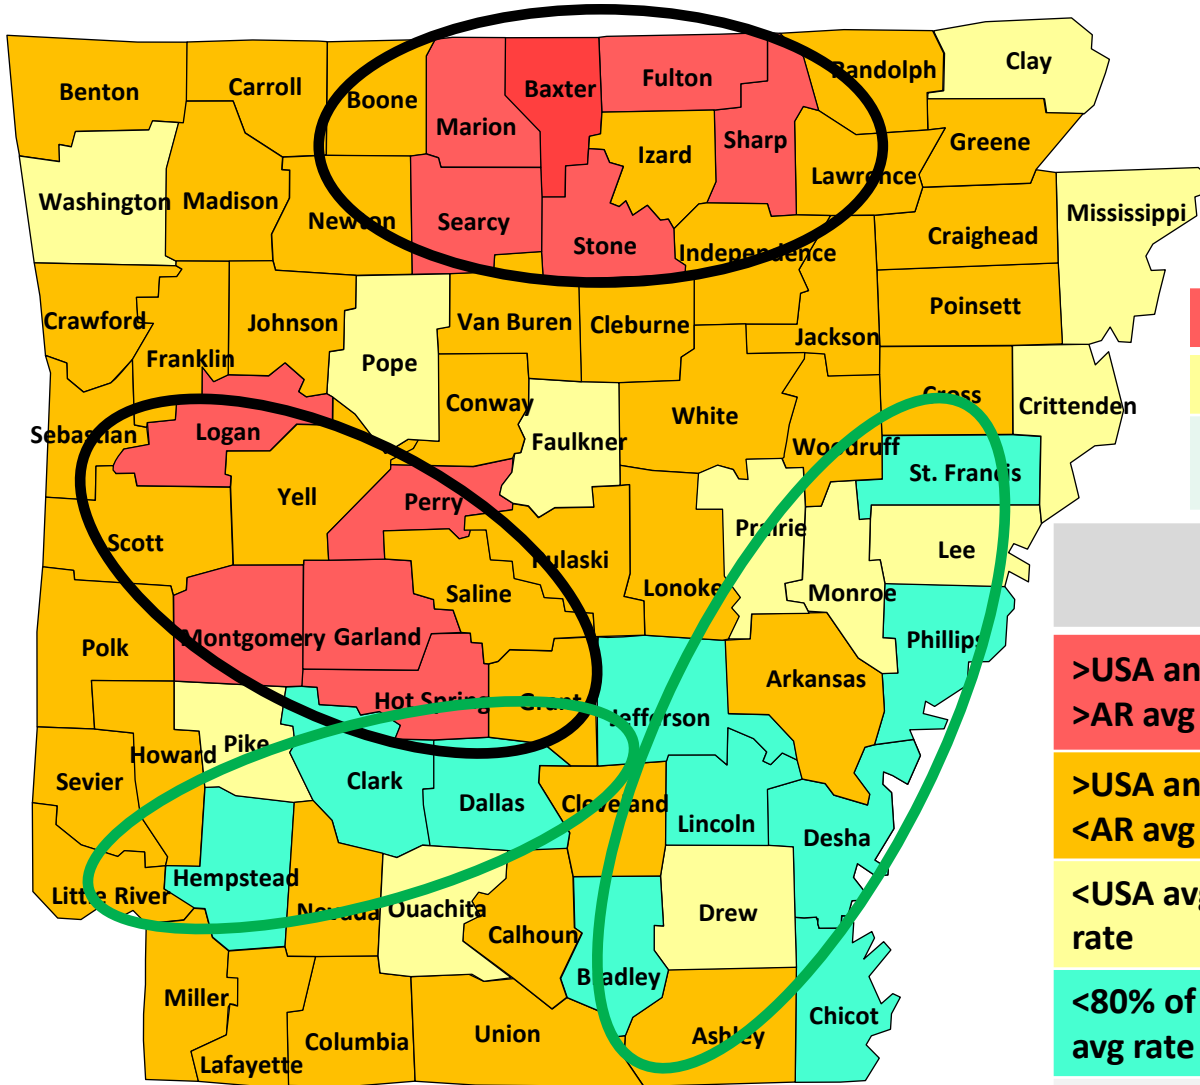 Clay
Randolph
Carroll
Fulton
Benton
Baxter
Boone
Marion
Sharp
Greene
Izard
Lawrence
Washington
Madison
Mississippi
Newton
Searcy
Craighead
Stone
Independence
Poinsett
Crawford
Johnson
Van Buren
Cleburne
Jackson
Franklin
Pope
Cross
Conway
Crittenden
White
Sebastian
Logan
Faulkner
Woodruff
St. Francis
Yell
Perry
Prairie
Scott
Lee
Pulaski
Lonoke
Saline
Monroe
Montgomery
Garland
Phillips
Polk
Arkansas
Hot Spring
Grant
Jefferson
Howard
Pike
Sevier
Clark
Dallas
Cleveland
Lincoln
Desha
Hempstead
Little River
Nevada
Ouachita
Drew
Calhoun
Bradley
Miller
Chicot
Union
Ashley
Columbia
Lafayette
>USA an
>AR avg
>USA an
<AR avg
<USA avg
rate
<80% of
avg rate